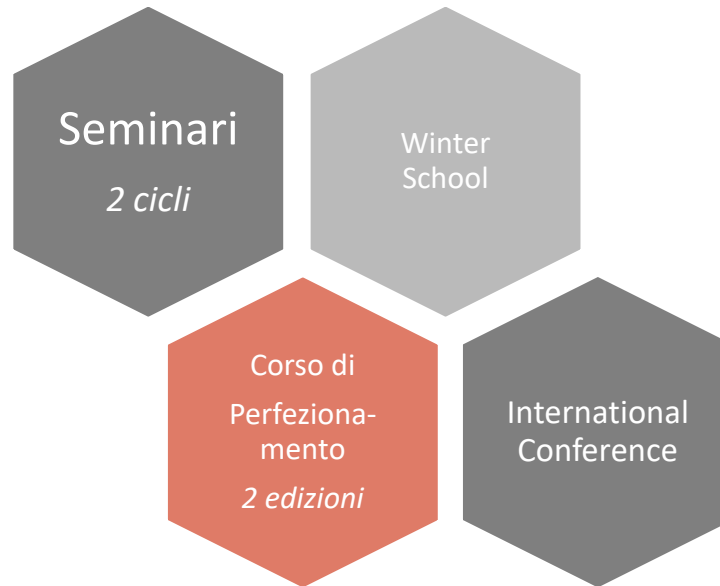 Seminari
2 cicli
Winter
School
Corso di
Perfeziona-
mento
2 edizioni
International
Conference